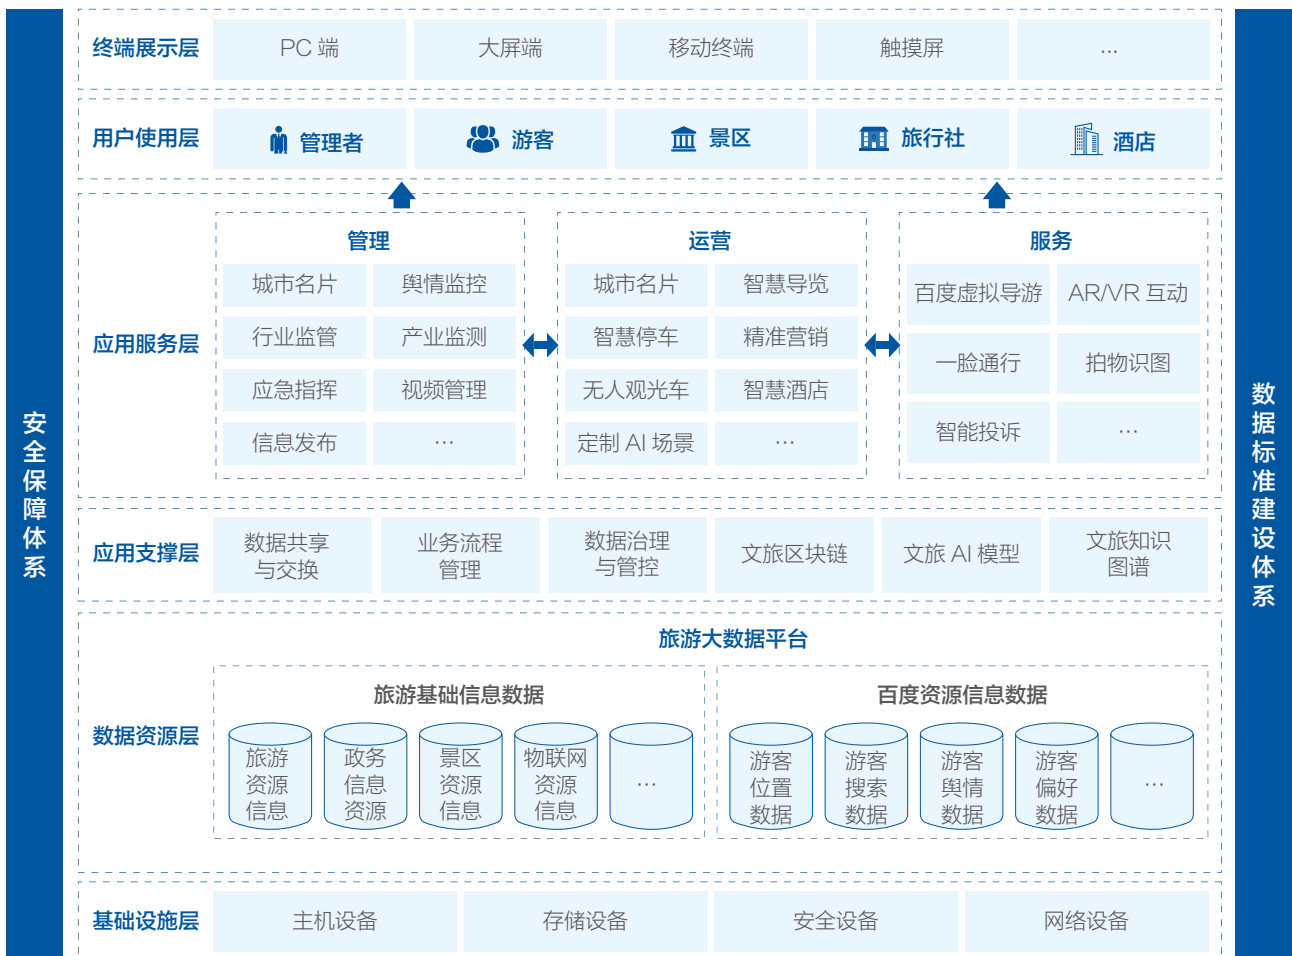 安全保障体系
终端展示层
PC 端
大屏端
移动终端
触摸屏
...
用户使用层
管理者
游客
景区
旅行社
酒店
应用服务层
管理
城市名片
舆情监控
行业监管
产业监测
应急指挥
视频管理
信息发布
...
运营
城市名片
智慧导览
智慧停车
精准营销
无人观光车
智慧酒店
定制 AI 场景
...
服务
百度虚拟导游
AR/VR 互动
一脸通行
拍物识图
智能投诉
...
应用支撑层
数据共享
与交换
业务流程
管理
数据治理
与管控
文旅区块链
文旅 AI 模型
文旅知识
图谱
数据资源层
旅游大数据平台
旅游基础信息数据
旅游
资源
信息
政务
信息
资源
景区
资源
信息
物联网
资源
信息
...
百度资源信息数据
游客
位置
数据
游客
搜索
数据
游客
舆情
数据
游客
偏好
数据
...
基础设施层
主机设备
存储设备
安全设备
网络设备
数据标准建设体系